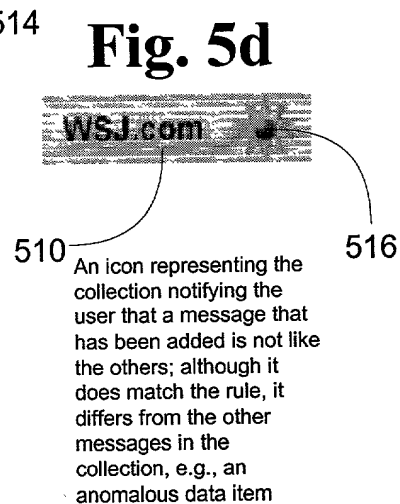 514
Fig. 5d
WSJ.com
510
516
An icon representing the
collection notifying the
user that a message that
has been added is not like
the others; although it
does match the rule, it
differs from the other
messages in the
collection, e.g., an
anomalous data item